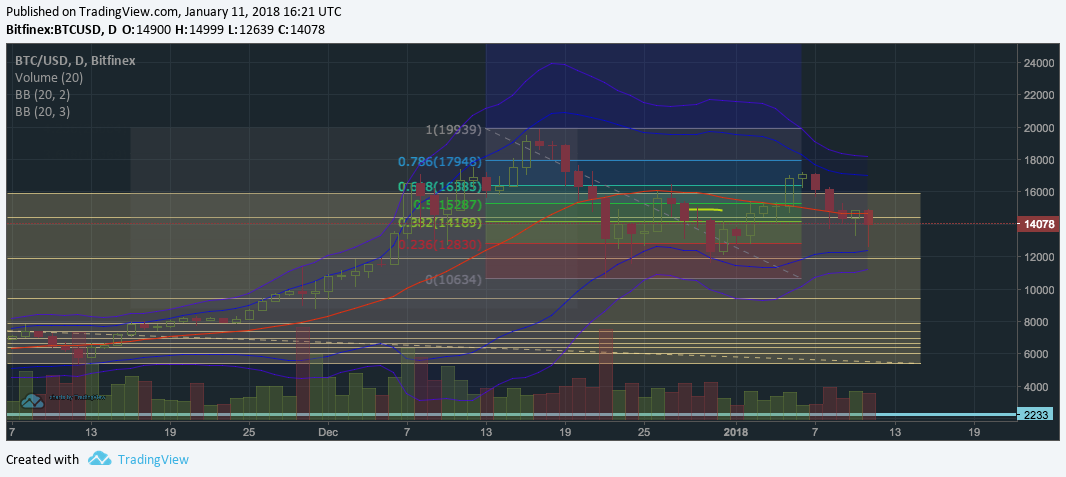 Published on TradingView.com, January 11, 2018 16:21 UTC
Bitfinex:BTCUSD, D O:14900 H:14999 L:12639 C:14078
BTC/USD, D, Bitfinex
Volume (20)
BB (20, 2)
BB (20, 3)
24000
22000
20000
18000
16000
14078
12000
10000
8000
6000
4000
2233
1(19939)
0.786(17948)
0.618(16385)
0.5(15287)
0.382(14189)
0.236(12830)
0(10634)
7 13 19 25 Dec 7 13 19 25 2018 7 13 19
Created with TradingView